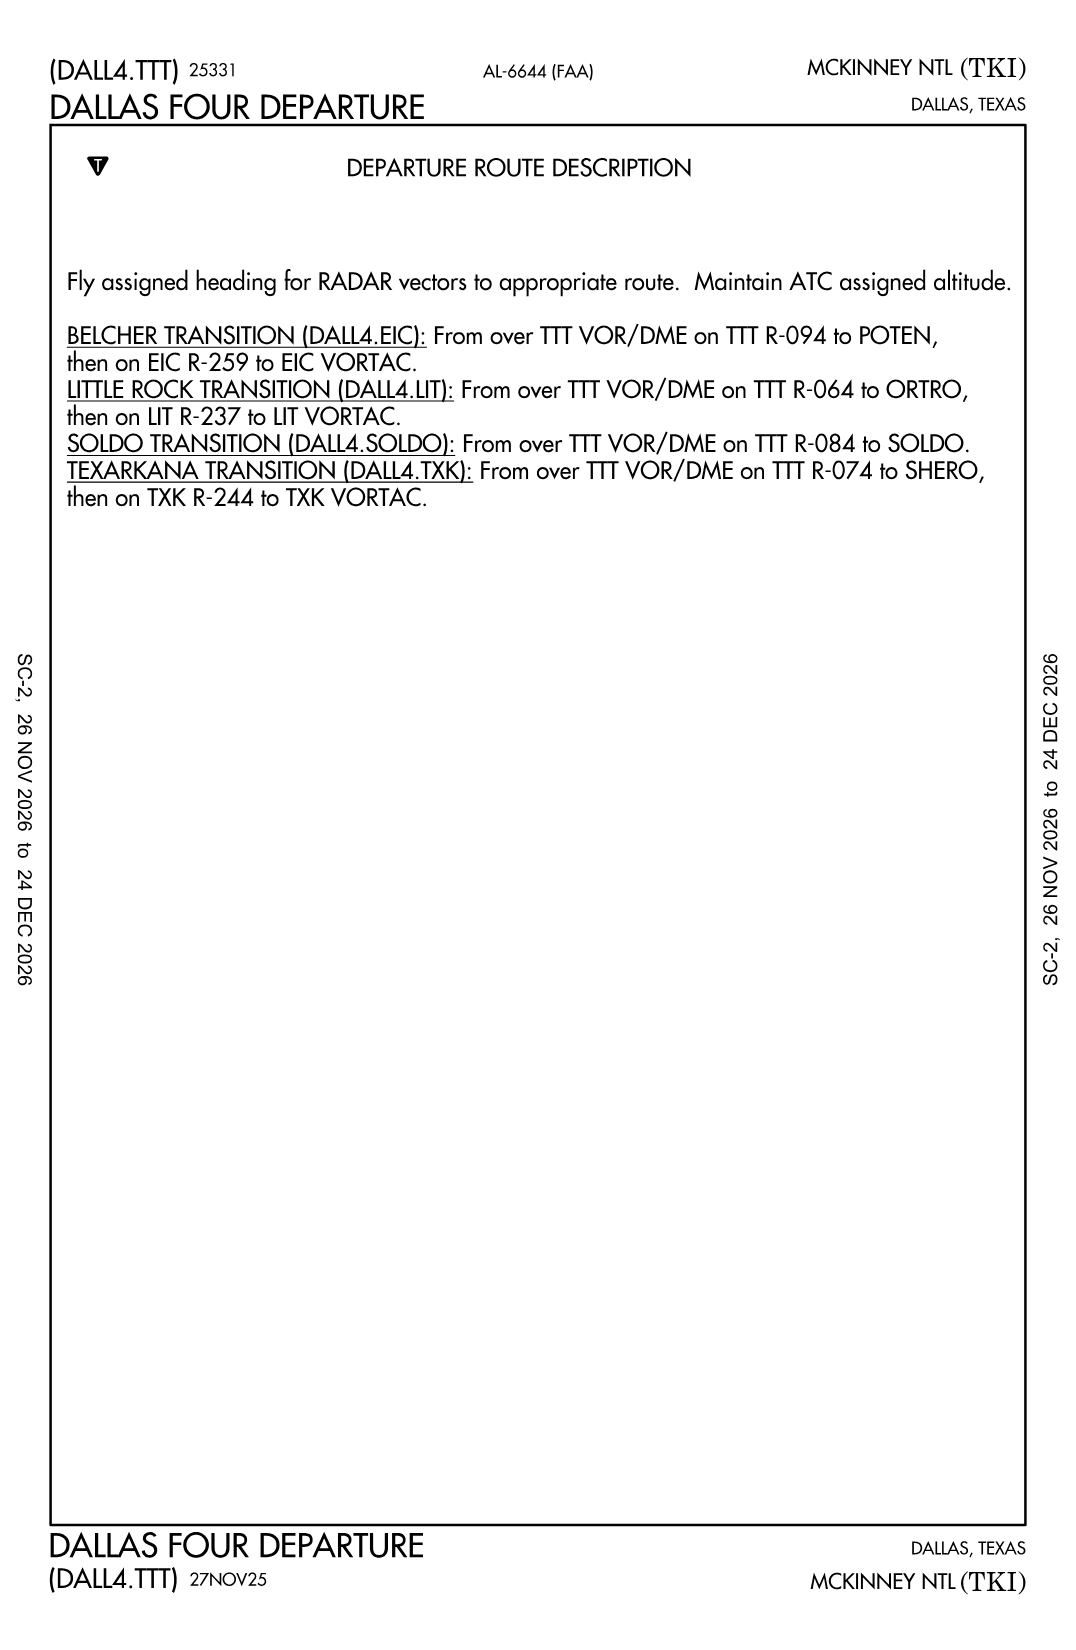 (DALL4.TTT) 25331 AL-6644 (FAA) MCKINNEY NTL (TKI)
DALLAS FOUR DEPARTURE DALLAS, TEXAS
T DEPARTURE ROUTE DESCRIPTION
Fly assigned heading for RADAR vectors to appropriate route. Maintain ATC assigned altitude.
BELCHER TRANSITION (DALL4.EIC): From over TTT VOR/DME on TTT R-094 to POTEN,
then on EIC R-259 to EIC VORTAC.
LITTLE ROCK TRANSITION (DALL4.LIT): From over TTT VOR/DME on TTT R-064 to ORTRO,
then on LIT R-237 to LIT VORTAC.
SOLDO TRANSITION (DALL4.SOLDO): From over TTT VOR/DME on TTT R-084 to SOLDO.
TEXARKANA TRANSITION (DALL4.TXK): From over TTT VOR/DME on TTT R-074 to SHERO,
then on TXK R-244 to TXK VORTAC.
SC-2, 26 NOV 2026 to 24 DEC 2026
SC-2, 26 NOV 2026 to 24 DEC 2026
DALLAS FOUR DEPARTURE DALLAS, TEXAS
(DALL4.TTT) 27NOV25 MCKINNEY NTL (TKI)